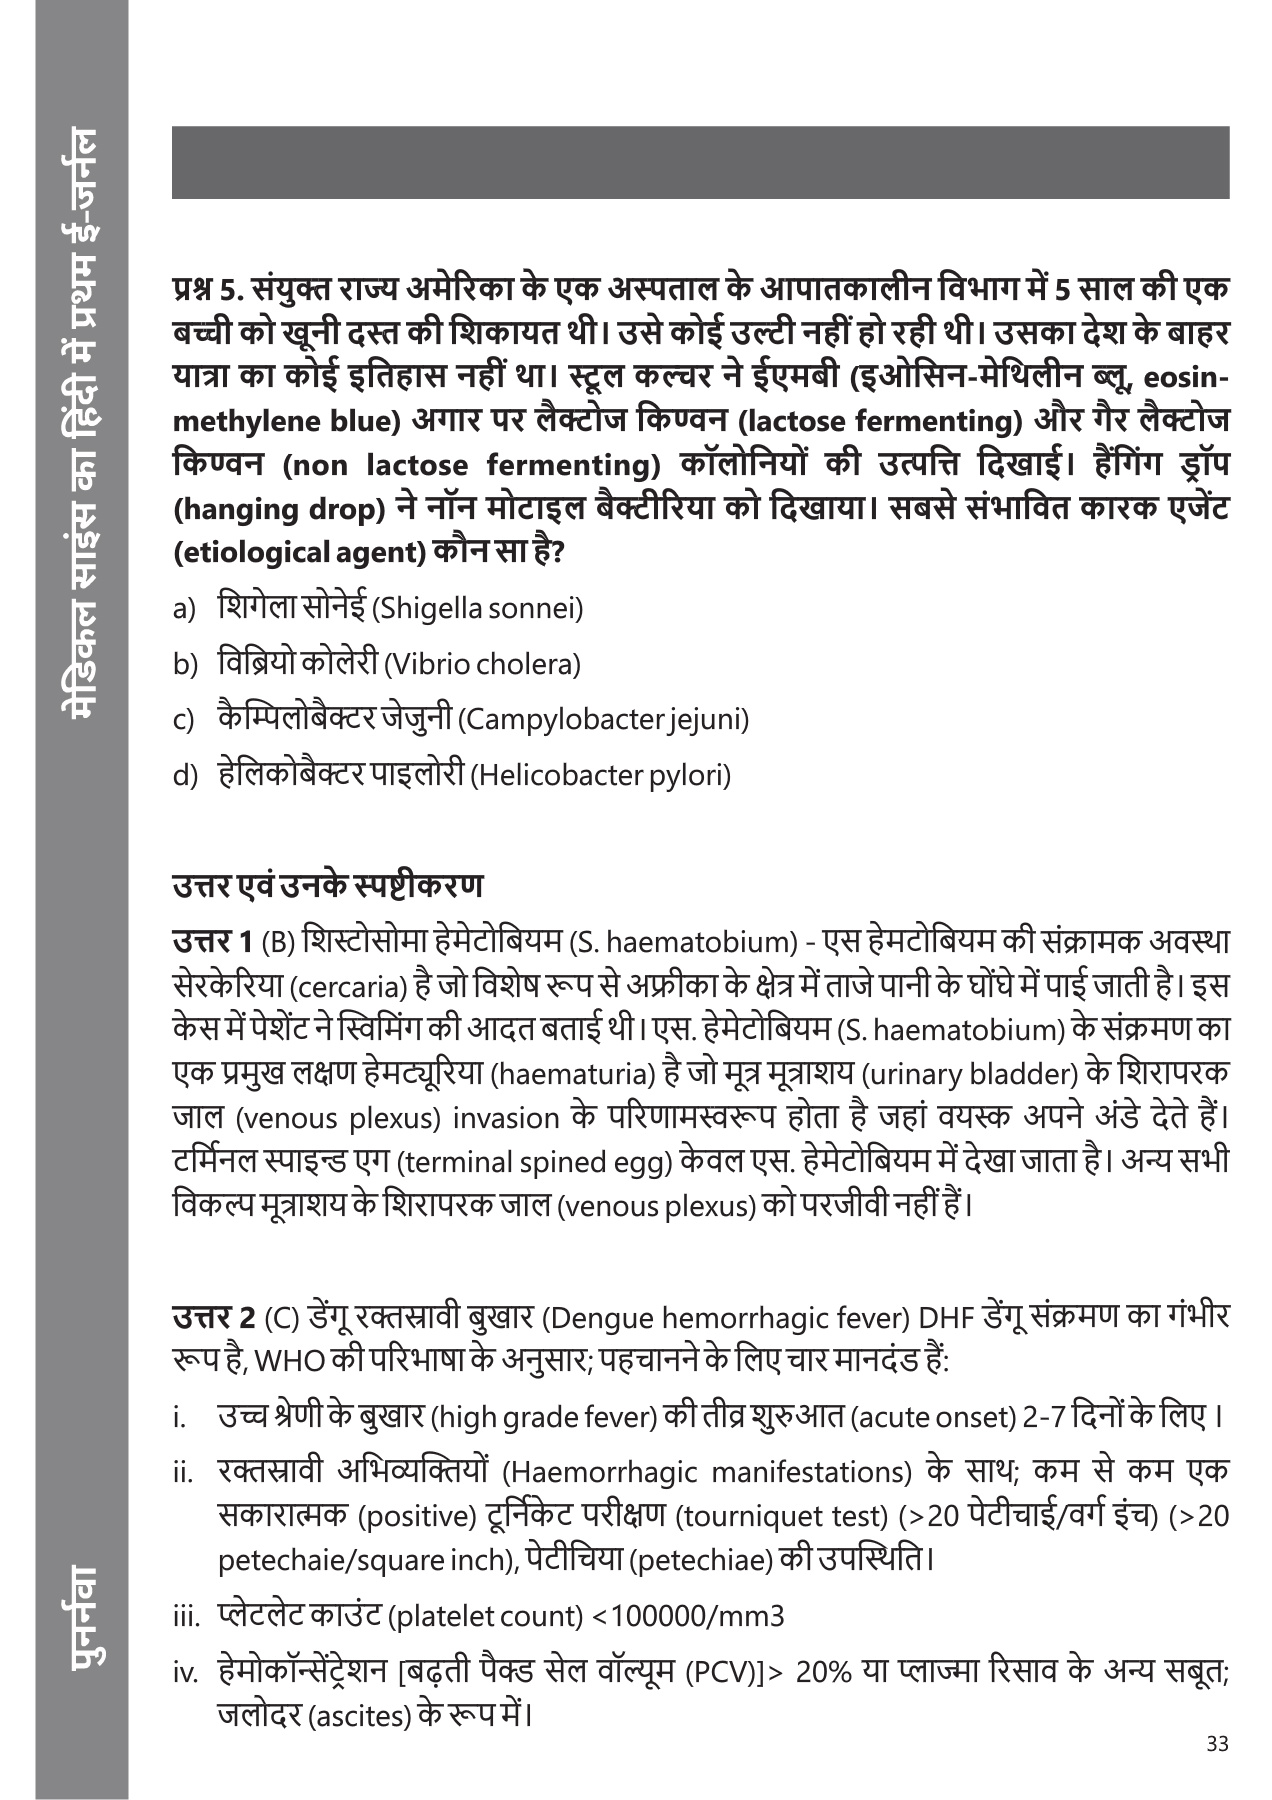 मेडिकल साइंस का हिंदी में प्रथम ई-जर्नल
प्रश्न 5. संयुक्त राज्य अमेरिका के एक अस्पताल के आपातकालीन विभाग में 5 साल की एक
बच्ची को खूनी दस्त की शिकायत थी। उसे कोई उल्टी नहीं हो रही थी। उसका देश के बाहर
यात्रा का कोई इतिहास नहीं था। स्टूल कल्चर ने ईएमबी (इओसिन-मेथिलीन ब्लू, eosin-
methylene blue) अगार पर लैक्टोज किण्वन (lactose fermenting) और गैर लैक्टोज
किण्वन (non lactose fermenting) कॉलोनियों की उत्पत्ति दिखाई। हैंगिंग ड्रॉप
(hanging drop) ने नॉन मोटाइल बैक्टीरिया को दिखाया। सबसे संभावित कारक एजेंट
(etiological agent) कौन सा है?
a) शिगेला सोनेई (Shigella sonnei)
b) विब्रियो कोलेरी (Vibrio cholera)
c) कैम्पिलोबैक्टर जेजुनी (Campylobacter jejuni)
d) हेलिकोबैक्टर पाइलोरी (Helicobacter pylori)
उत्तर एवं उनके स्पष्टीकरण
उत्तर 1 (B) शिस्टोसोमा हेमेटोबियम (S. haematobium) - एस हेमटोबियम की संक्रामक अवस्था
सेरकेरिया (cercaria) है जो विशेष रूप से अफ्रीका के क्षेत्र में ताजे पानी के घोंघे में पाई जाती है। इस
केस में पेशेंट ने स्विमिंग की आदत बताई थी। एस. हेमेटोबियम (S. haematobium) के संक्रमण का
एक प्रमुख लक्षण हेमट्यूरिया (haematuria) है जो मूत्र मूत्राशय (urinary bladder) के शिरापरक
जाल (venous plexus) invasion के परिणामस्वरूप होता है जहां वयस्क अपने अंडे देते हैं।
टर्मिनल स्पाइन्ड एग (terminal spined egg) केवल एस. हेमेटोबियम में देखा जाता है। अन्य सभी
विकल्प मूत्राशय के शिरापरक जाल (venous plexus) को परजीवी नहीं हैं।
उत्तर 2 (C) डेंगू रक्तस्रावी बुखार (Dengue hemorrhagic fever) DHF डेंगू संक्रमण का गंभीर
रूप है, WHO की परिभाषा के अनुसार; पहचानने के लिए चार मानदंड हैं:
i. उच्च श्रेणी के बुखार (high grade fever) की तीव्र शुरुआत (acute onset) 2-7 दिनों के लिए ।
ii. रक्तस्रावी अभिव्यक्तियों (Haemorrhagic manifestations) के साथ; कम से कम एक
सकारात्मक (positive) टूर्निकेट परीक्षण (tourniquet test) (>20 पेटीचाई/वर्ग इंच) (>20
petechaie/square inch), पेटीचिया (petechiae) की उपस्थिति।
iii. प्लेटलेट काउंट (platelet count) <100000/mm3
iv. हेमोकॉन्सेंट्रेशन [बढ़ती पैक्ड सेल वॉल्यूम (PCV)]> 20% या प्लाज्मा रिसाव के अन्य सबूत;
जलोदर (ascites) के रूप में।
पुनर्नवा
33